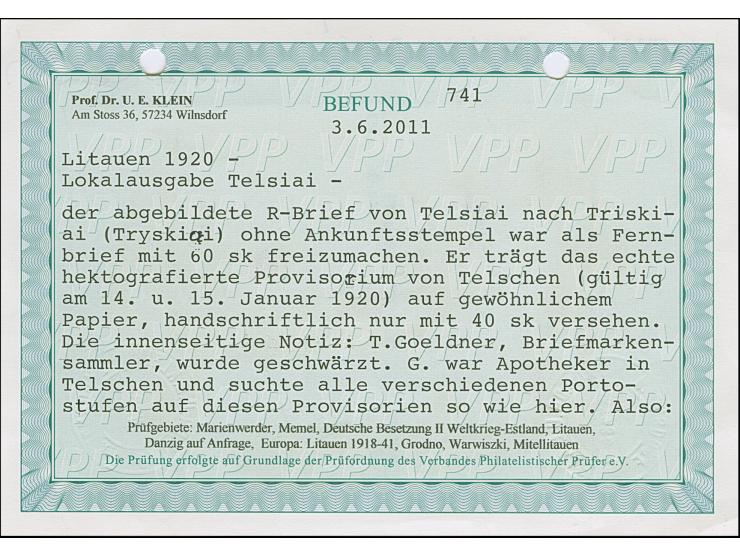 Prof. Dr. U. E. KLEIN
Am Stoss 36, 57234 Wilnsdorf
BEFUND 741
3.6.2011
Litauen 1920 -
Lokalausgabe Telsiai -
der abgebildete R-Brief von Telsiai nach Triski-
ai (Tryskiai) ohne Ankunftsstempel war als Fern-
brief mit 60 sk freizumachen. Er trägt das echte
hektografierte Provisorium von Telschen (gültig
am 14. u. 15. Januar 1920) auf gewöhnlichem
Papier, handschriftlich nur mit 40 sk versehen.
Die innenseitige Notiz: T.Goeldner, Briefmarken-
sammler, wurde geschwärzt. G. war Apotheker in
Telschen und suchte alle verschiedenen Porto-
stufen auf diesen Provisorien so wie hier. Also:
Prüfgebiete: Marienwerder, Memel, Deutsche Besetzung II Weltkrieg-Estland, Litauen,
Danzig auf Anfrage, Europa: Litauen 1918-41, Grodno, Warwiszki, Mitellitauen
Die Prüfung erfolgte auf Grundlage der Prüfordnung des Verbandes Philatelistischer Prüfer e.V.